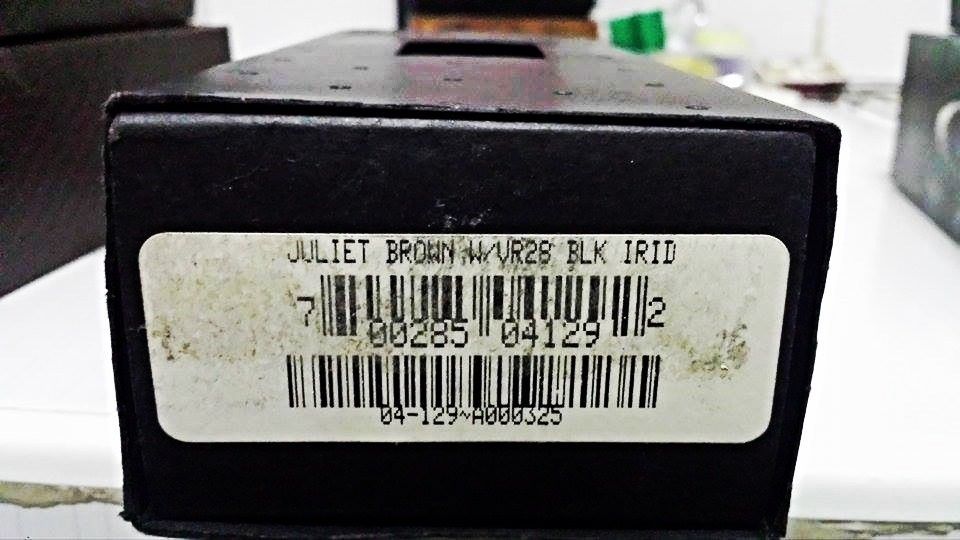 JULIET BROWN W/VR28 BLK IRID
7 00285 04129 2
04-129~A000325